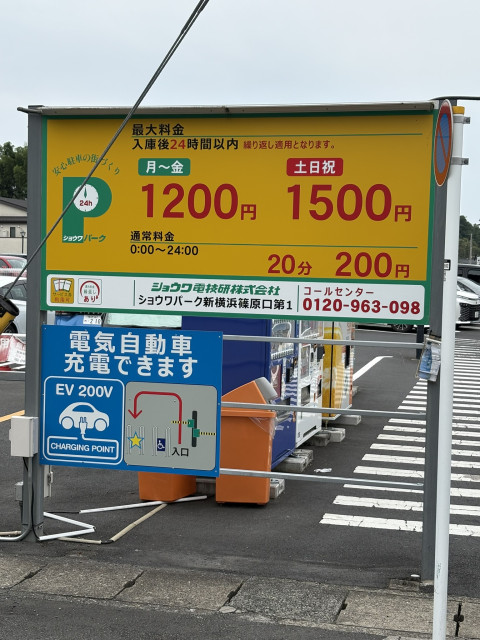 最大料金
入庫後24時間以内 繰り返し適用となります。
安心駐車の街づくり
P
24h
ショウワパーク
月〜金
1200円
土日祝
1500円
通常料金
0:00〜24:00
20分 200円
ショウワ電技研株式会社
ショウワパーク新横浜篠原口第1
コールセンター
0120-963-098
電気自動車
充電できます
EV 200V
CHARGING POINT
入口